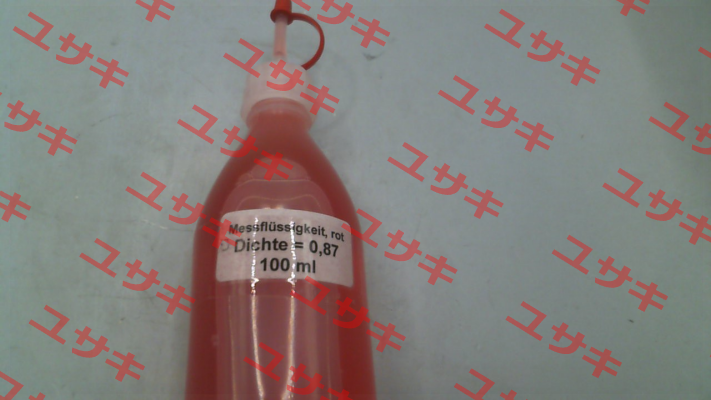 Messflüssigkeit, rot
Dichte = 0,87
100 ml
ユサキ